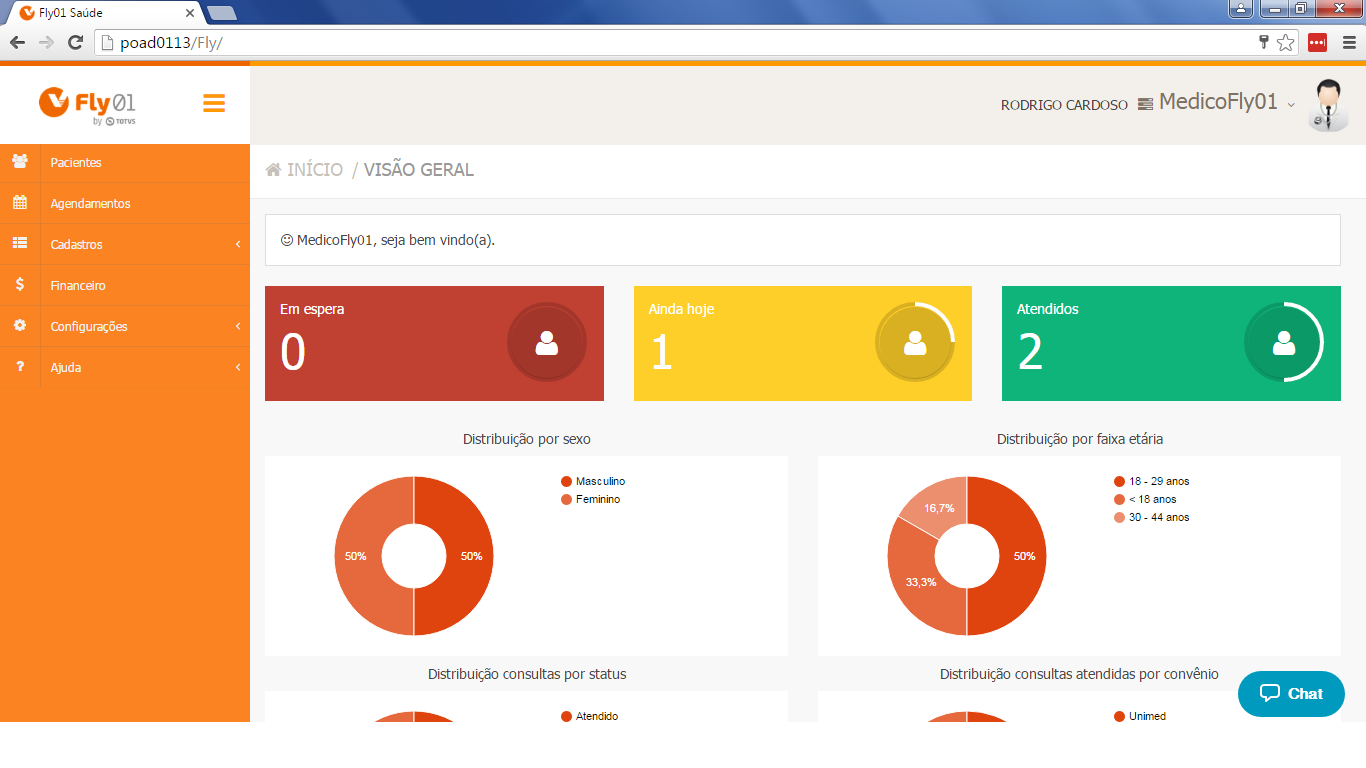 Fly01 Saúde
poad0113/Fly/
Fly01
by TOTVS
RODRIGO CARDOSO MedicoFly01
Pacientes
Agendamentos
Cadastros
Financeiro
Configurações
Ajuda
INÍCIO / VISÃO GERAL
MedicoFly01, seja bem vindo(a).
Em espera
0
Ainda hoje
1
Atendidos
2
Distribuição por sexo
50%
50%
Masculino
Feminino
Distribuição por faixa etária
16,7%
33,3%
50%
18 - 29 anos
< 18 anos
30 - 44 anos
Distribuição consultas por status
Atendido
Distribuição consultas atendidas por convênio
Unimed
Chat